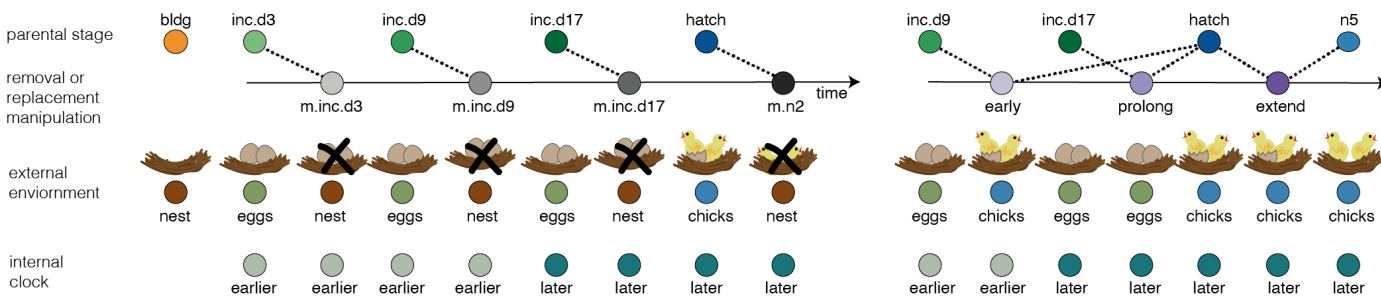 parental stage
bldg inc.d3 inc.d9 inc.d17 hatch inc.d9 inc.d17 hatch n5
removal or
replacement
manipulation
time
m.inc.d3 m.inc.d9 m.inc.d17 m.n2 early prolong extend
external
enviornment
nest eggs nest eggs nest eggs nest chicks nest eggs chicks eggs eggs chicks chicks chicks
internal
clock
earlier earlier earlier earlier later later later later earlier earlier later later later later later